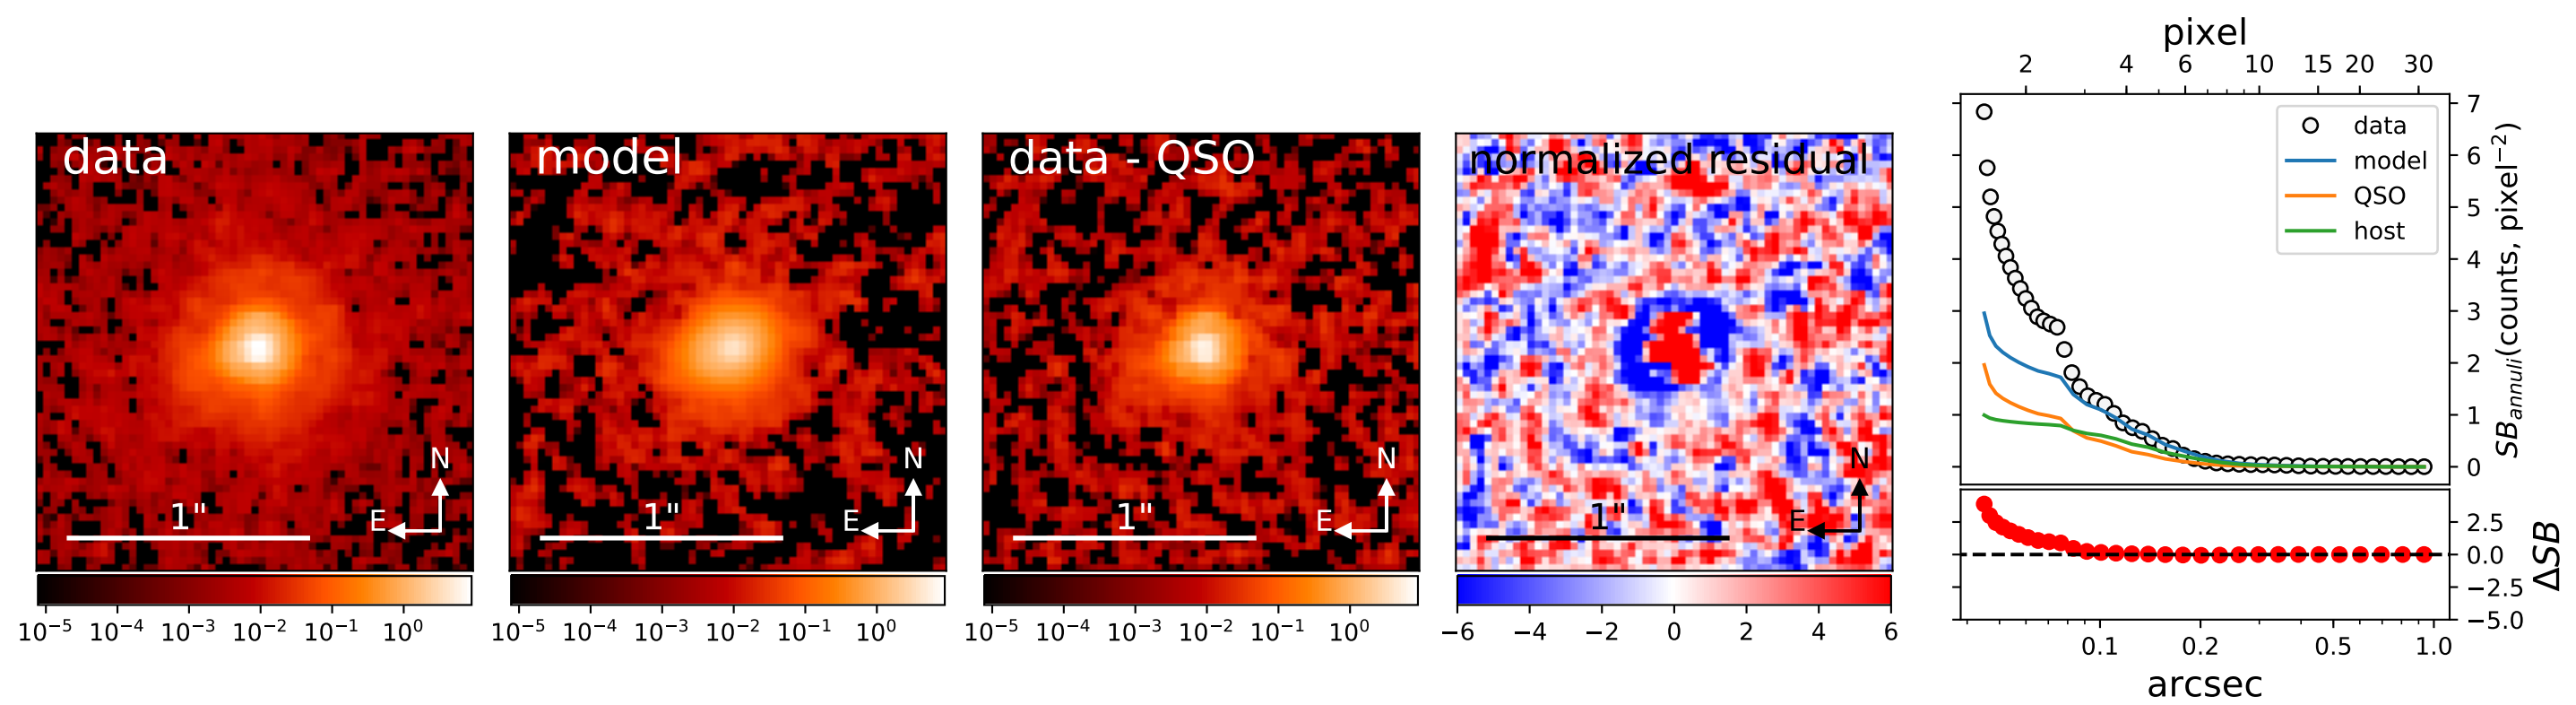 data
N
E
1"
10⁻⁵ 10⁻⁴ 10⁻³ 10⁻² 10⁻¹ 10⁰
model
N
E
1"
10⁻⁵ 10⁻⁴ 10⁻³ 10⁻² 10⁻¹ 10⁰
data - QSO
N
E
1"
10⁻⁵ 10⁻⁴ 10⁻³ 10⁻² 10⁻¹ 10⁰
normalized residual
N
E
1"
−6 −4 −2 0 2 4 6
pixel
2 4 6 10 15 20 30
data
model
QSO
host
7
6
5
4
3
2
1
0
SB_annuli(counts, pixel⁻²)
2.5
0.0
−2.5
−5.0
ΔSB
0.1 0.2 0.5 1.0
arcsec